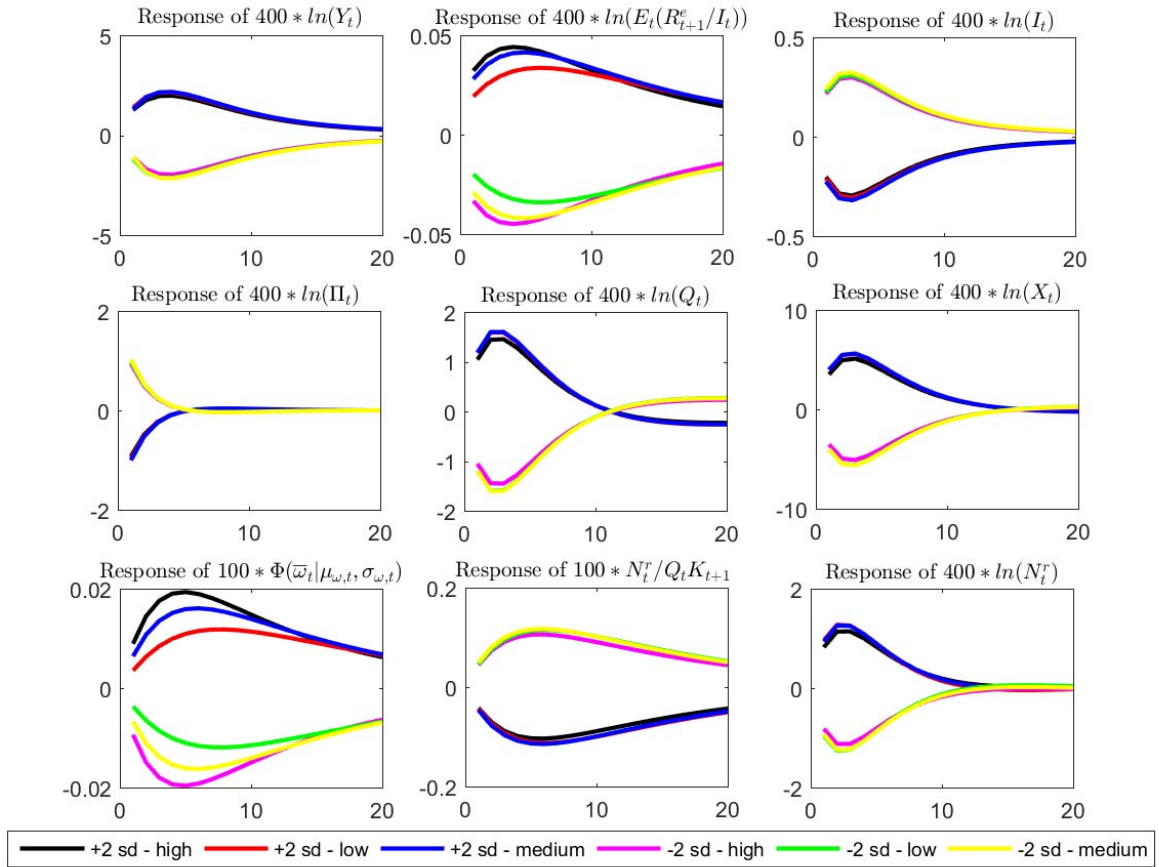 Response of 400 ∗ ln(Y_t)
5
0
-5
0 10 20
Response of 400 ∗ ln(E_t(R^e_{t+1}/I_t))
0.05
0
-0.05
0 10 20
Response of 400 ∗ ln(I_t)
0.5
0
-0.5
0 10 20
Response of 400 ∗ ln(Π_t)
2
0
-2
0 10 20
Response of 400 ∗ ln(Q_t)
2
1
0
-1
-2
0 10 20
Response of 400 ∗ ln(X_t)
10
0
-10
0 10 20
Response of 100 ∗ Φ(ω̅_t|μ_{ω,t}, σ_{ω,t})
0.02
0
-0.02
0 10 20
Response of 100 ∗ N^r_t/Q_tK_{t+1}
0.2
0
-0.2
0 10 20
Response of 400 ∗ ln(N^r_t)
2
0
-2
0 10 20
+2 sd - high +2 sd - low +2 sd - medium -2 sd - high -2 sd - low -2 sd - medium